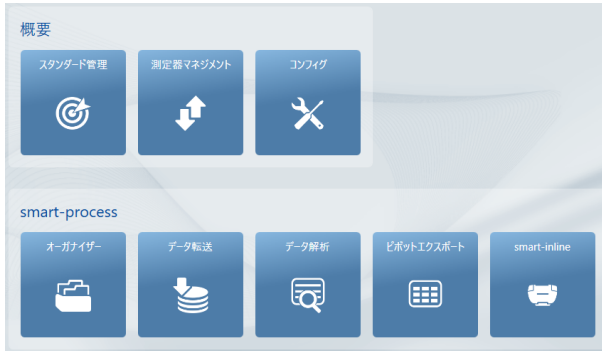 概要
スタンダード管理
測定器マネジメント
コンフィグ
smart-process
オーガナイザー
データ転送
データ解析
ピボットエクスポート
smart-inline